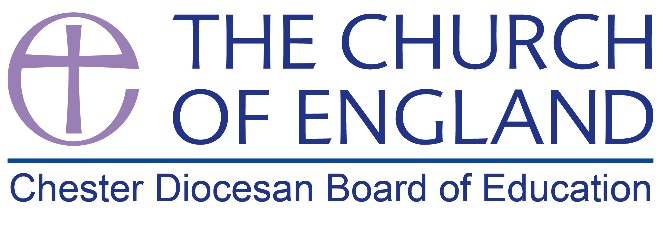 THE CHURCH
OF ENGLAND
Chester Diocesan Board of Education